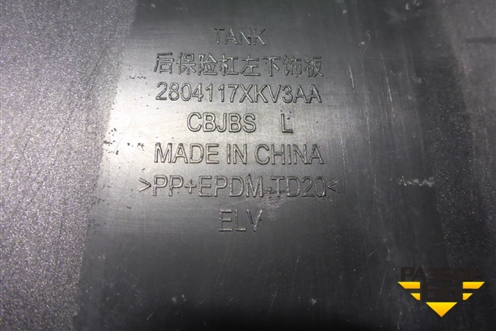 TANK
后保险杠左下饰板
2804117XKV3AA
CBJBS L
MADE IN CHINA
>PP+EPDM-TD20<
ELV